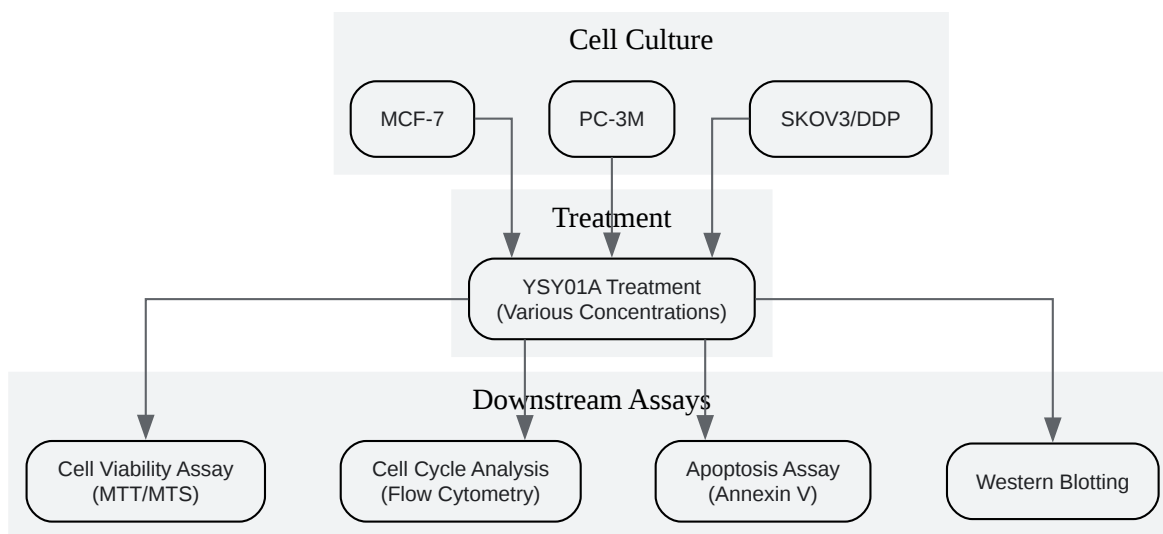 Cell Culture
MCF-7
PC-3M
SKOV3/DDP
Treatment
YSY01A Treatment
(Various Concentrations)
Downstream Assays
Cell Viability Assay
(MTT/MTS)
Cell Cycle Analysis
(Flow Cytometry)
Apoptosis Assay
(Annexin V)
Western Blotting